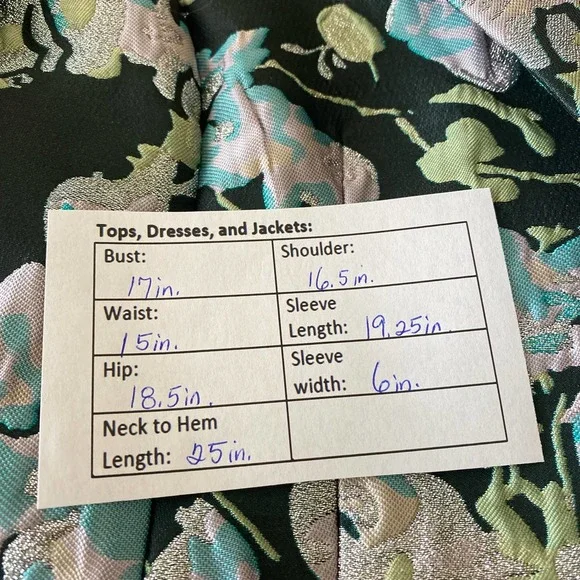 Tops, Dresses, and Jackets:
Bust:
17in.
Shoulder:
16.5in.
Waist:
15in.
Sleeve
Length: 19.25in.
Hip:
18.5in.
Sleeve
width: 6in.
Neck to Hem
Length: 25in.